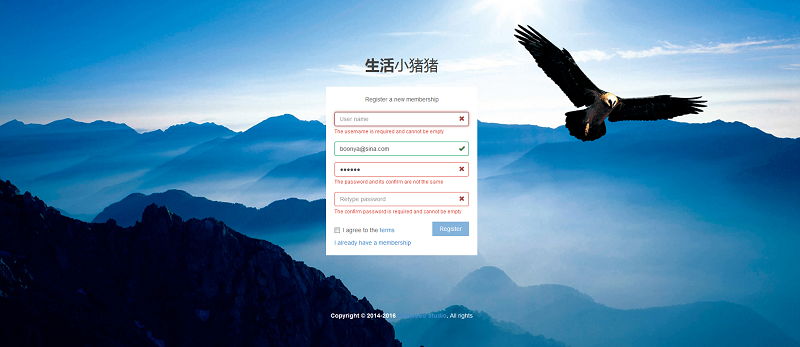 生活小猪猪
Register a new membership
User name
The username is required and cannot be empty
boonya@sina.com
••••••
The password and its confirm are not the same
Retype password
The confirm password is required and cannot be empty
I agree to the terms
Register
I already have a membership
Copyright © 2014-2016 Studio. All rights